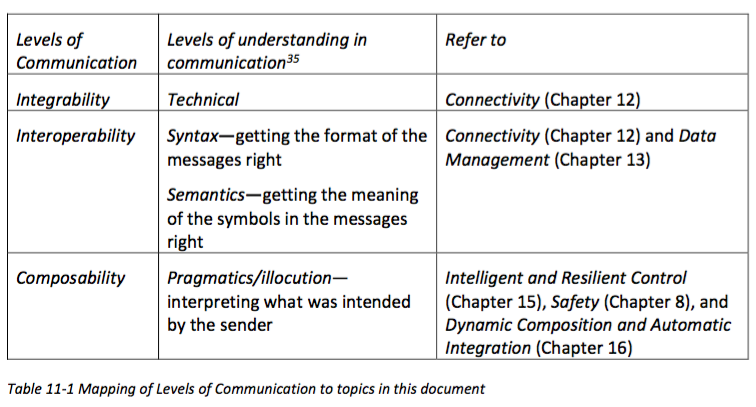 Levels of
Communication
Levels of understanding in
communication35
Refer to
Integrability
Technical
Connectivity (Chapter 12)
Interoperability
Syntax—getting the format of the
messages right
Semantics—getting the meaning
of the symbols in the messages
right
Connectivity (Chapter 12) and Data
Management (Chapter 13)
Composability
Pragmatics/illocution—
interpreting what was intended
by the sender
Intelligent and Resilient Control
(Chapter 15), Safety (Chapter 8), and
Dynamic Composition and Automatic
Integration (Chapter 16)
Table 11-1 Mapping of Levels of Communication to topics in this document